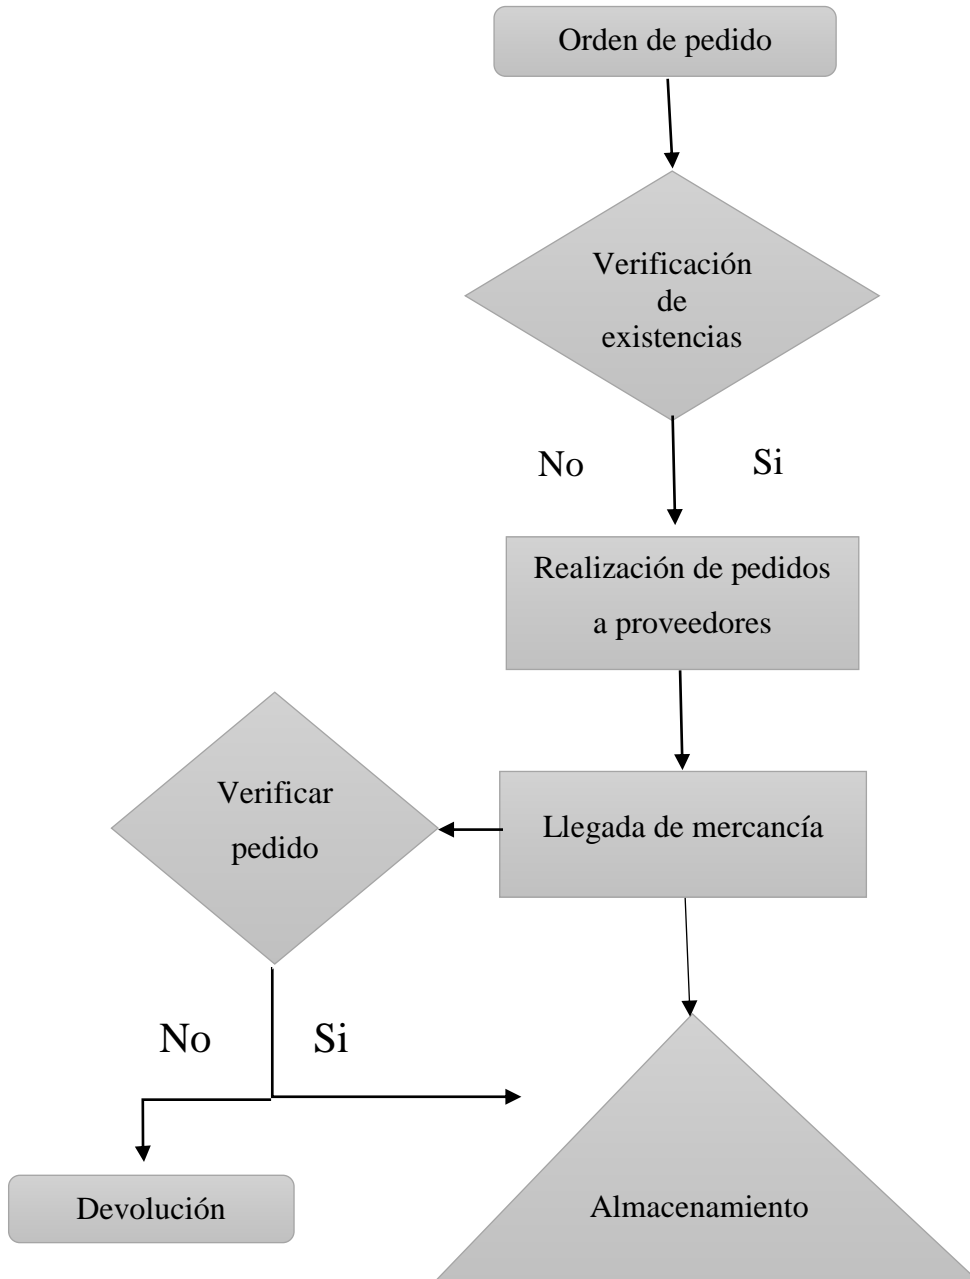 Orden de pedido
Verificación
de
existencias
No
Si
Realización de pedidos
a proveedores
Verificar
pedido
Llegada de mercancía
No
Si
Devolución
Almacenamiento